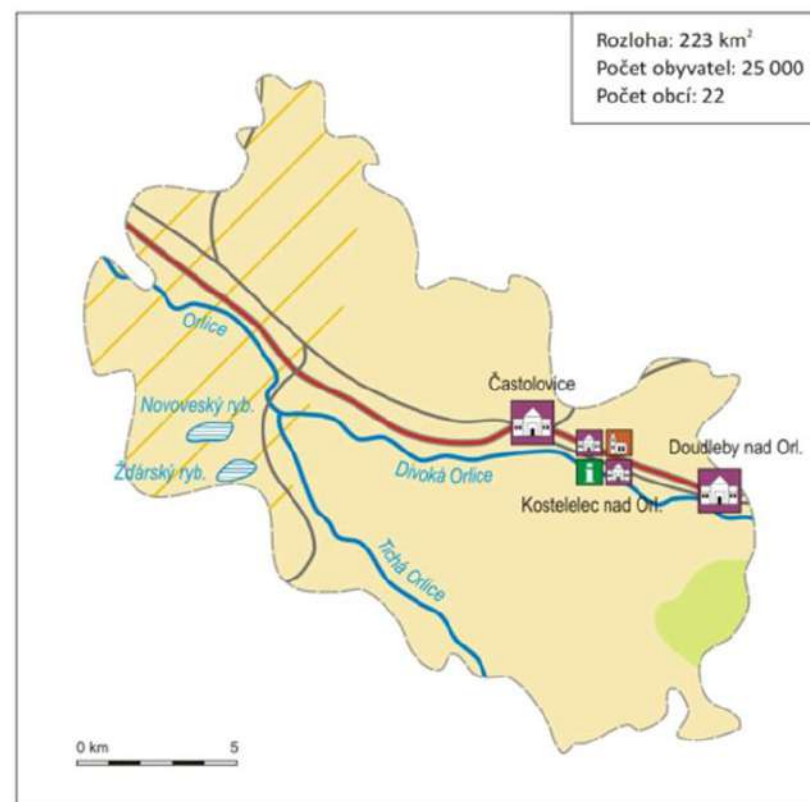 Rozloha: 223 km²
Počet obyvatel: 25 000
Počet obcí: 22
Orlice
Častolovice
Novoveský ryb.
Doudleby nad Orl.
Žďárský ryb.
Divoká Orlice
i
Kostelelec nad Orl.
Tichá Orlice
0 km 5